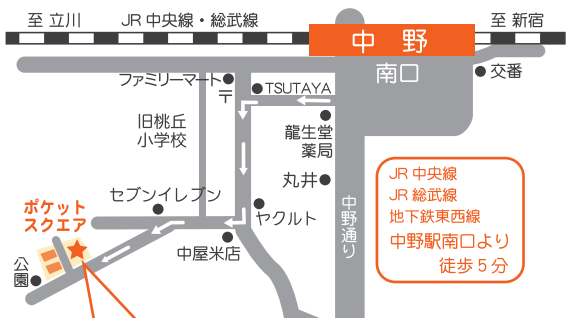 至 立川
JR 中央線・総武線
中 野
至 新宿
南口
交番
ファミリーマート
〒
TSUTAYA
旧桃丘
小学校
龍生堂
薬局
丸井
セブンイレブン
ヤクルト
中野通り
ポケット
スクエア
中屋米店
公園
JR 中央線
JR 総武線
地下鉄東西線
中野駅南口より
徒歩 5 分